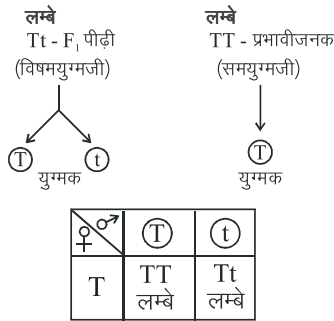 लम्बे लम्बे
Tt - F₁ पीढ़ी TT - प्रभावीजनक
(विषमयुग्मजी) (समयुग्मजी)
T t T
युग्मक युग्मक
♀ ♂ T t
T TT Tt
लम्बे लम्बे